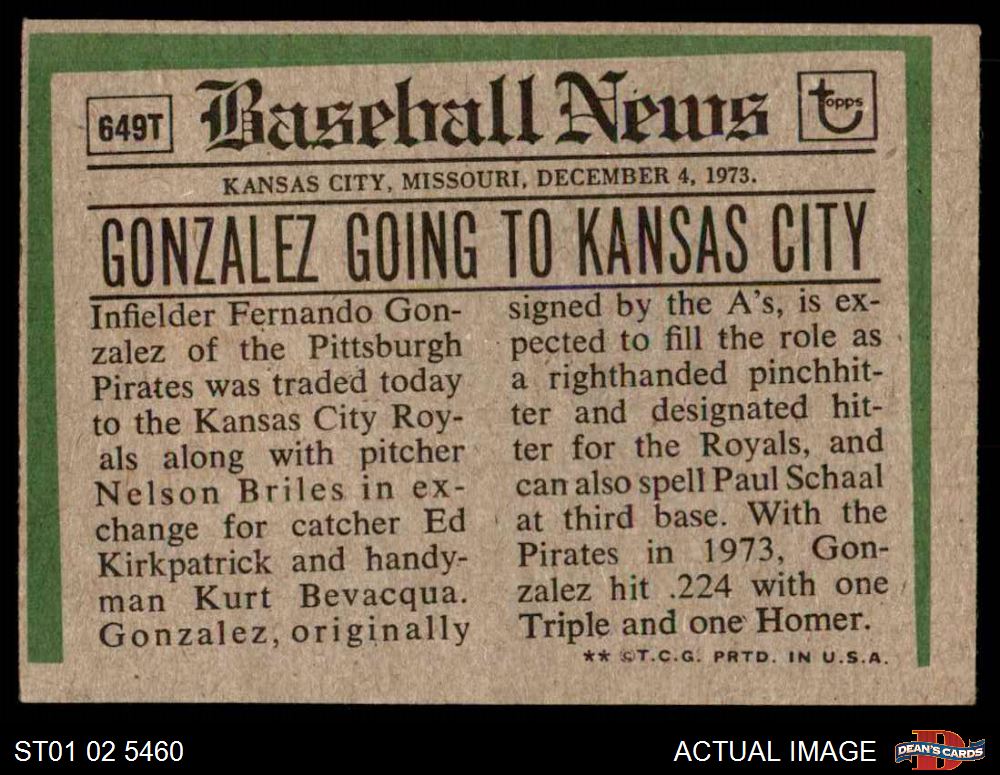 649T
Baseball News
topps
KANSAS CITY, MISSOURI, DECEMBER 4, 1973.
GONZALEZ GOING TO KANSAS CITY
Infielder Fernando Gon-
zalez of the Pittsburgh
Pirates was traded today
to the Kansas City Roy-
als along with pitcher
Nelson Briles in ex-
change for catcher Ed
Kirkpatrick and handy-
man Kurt Bevacqua.
Gonzalez, originally
signed by the A's, is ex-
pected to fill the role as
a righthanded pinchhit-
ter and designated hit-
ter for the Royals, and
can also spell Paul Schaal
at third base. With the
Pirates in 1973, Gon-
zalez hit .224 with one
Triple and one Homer.
** ©T.C.G. PRTD. IN U.S.A.
ST01 02 5460
ACTUAL IMAGE
D
DEAN'S CARDS